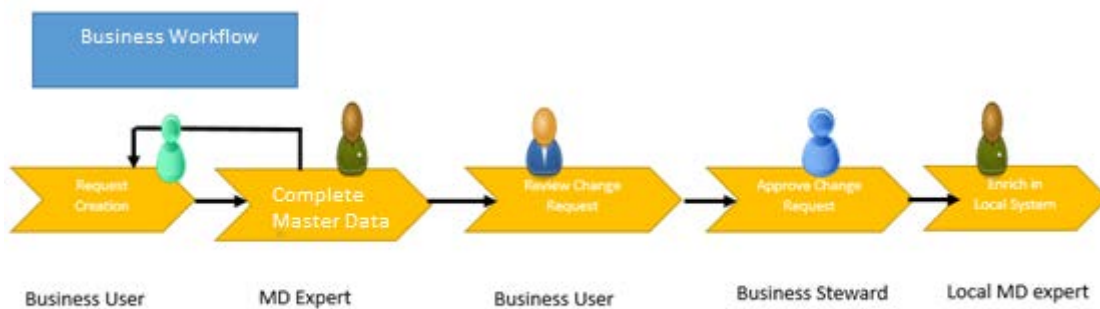 Business Workflow
Request
Creation
Complete
Master Data
Review Change
Request
Approve Change
Request
Enrich in
Local System
Business User
MD Expert
Business User
Business Steward
Local MD expert